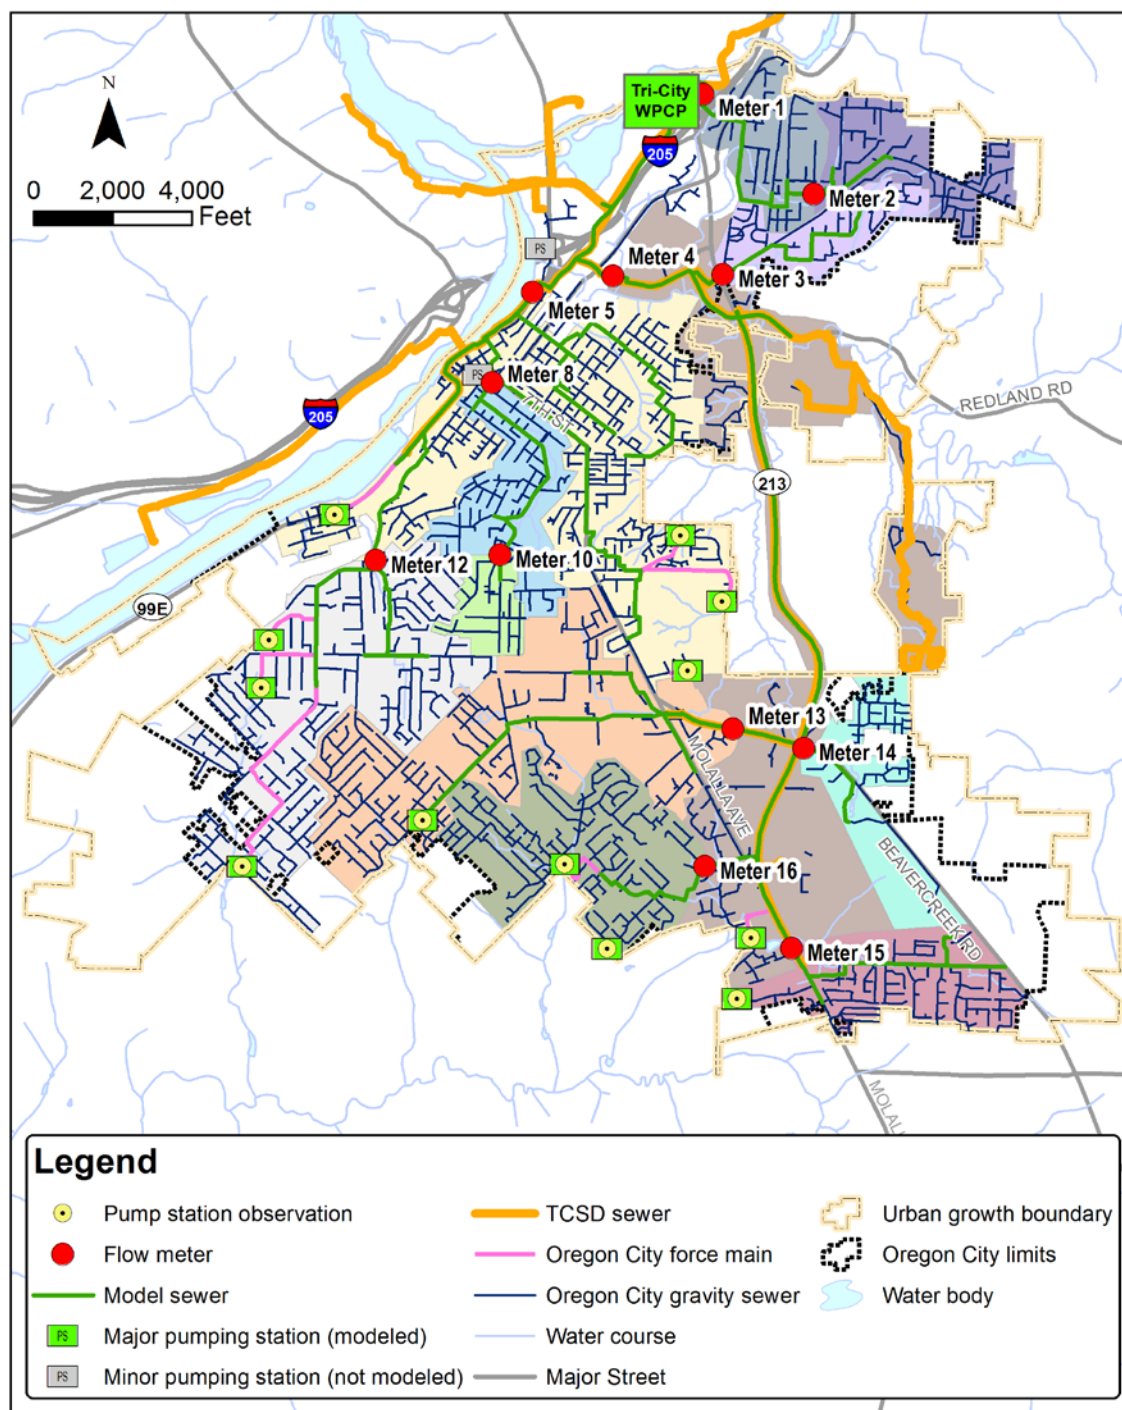 N
0 2,000 4,000
Feet
Tri-City
WPCP
205
Meter 1
Meter 2
PS
Meter 4
Meter 3
Meter 5
PS
Meter 8
7TH ST
205
REDLAND RD
213
Meter 12
Meter 10
99E
Meter 13
Meter 14
MOLALLA AVE
BEAVERCREEK RD
Meter 16
Meter 15
MOLALL
Legend
Pump station observation
Flow meter
Model sewer
PS Major pumping station (modeled)
PS Minor pumping station (not modeled)
TCSD sewer
Oregon City force main
Oregon City gravity sewer
Water course
Major Street
Urban growth boundary
Oregon City limits
Water body